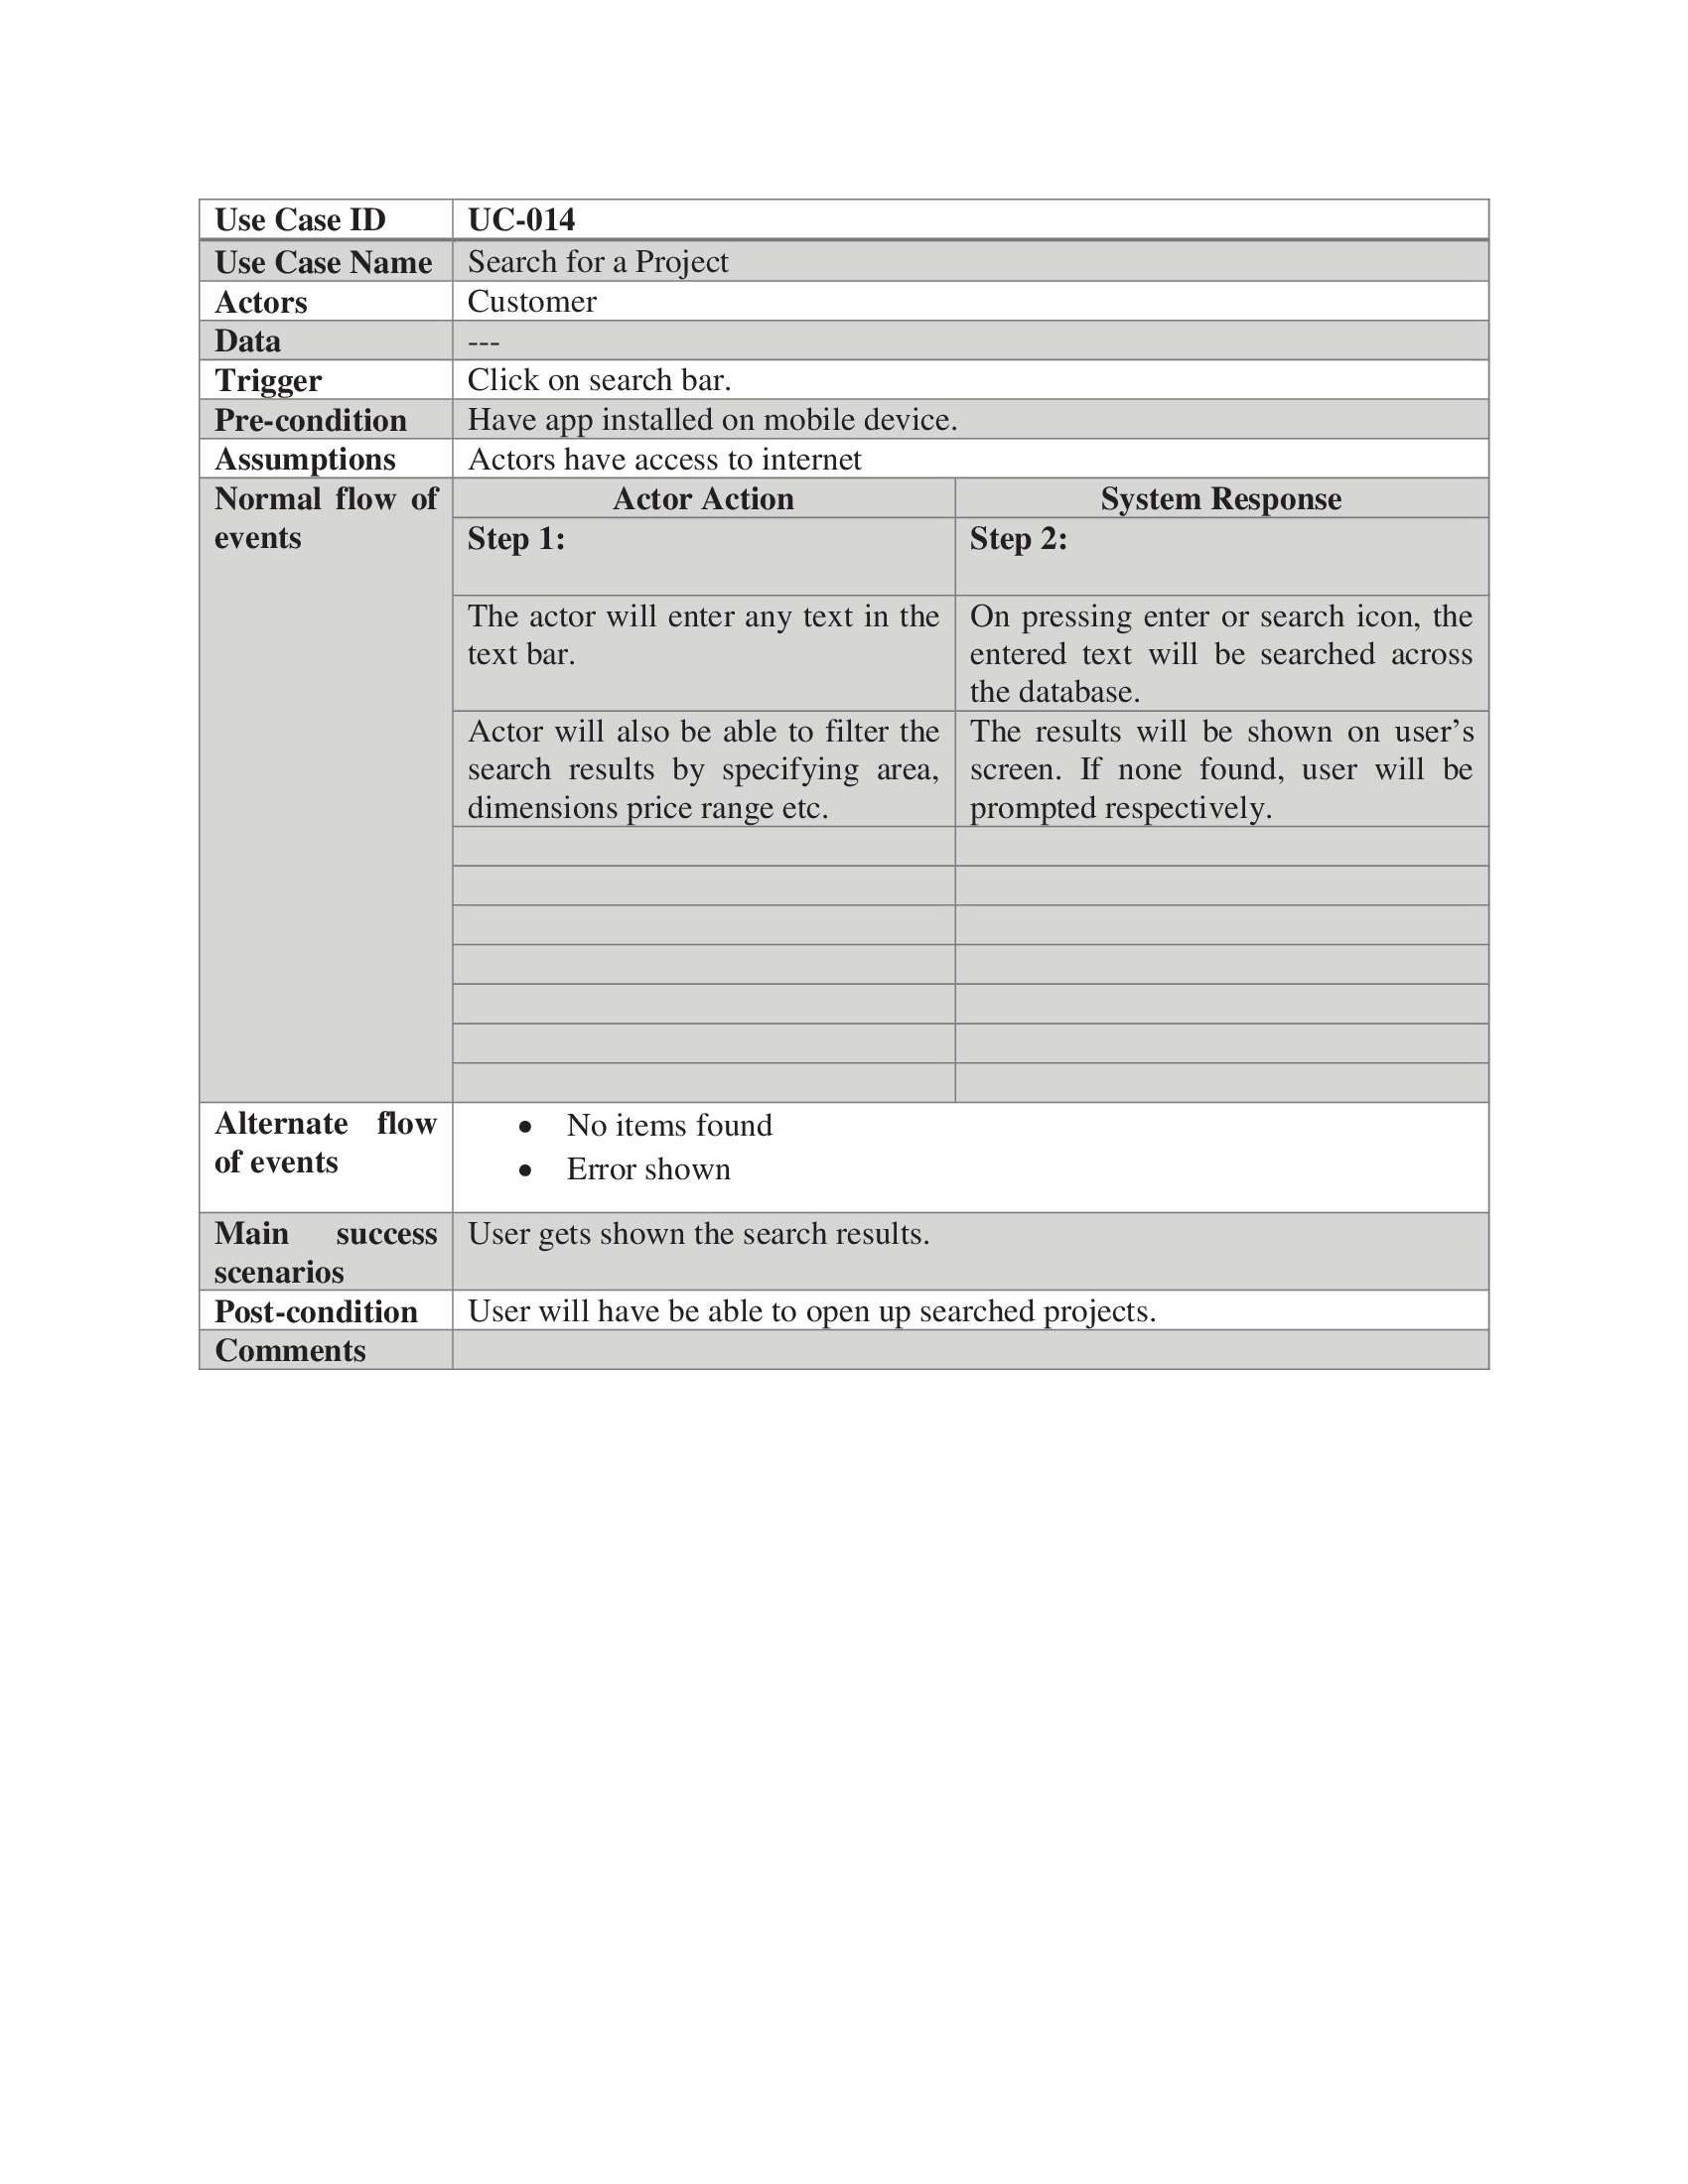 Use Case ID UC-014
Use Case Name Search for a Project
Actors Customer
Data ---
Trigger Click on search bar.
Pre-condition Have app installed on mobile device.
Assumptions Actors have access to internet
Normal flow of
events
Actor Action System Response
Step 1: Step 2:
The actor will enter any text in the
text bar.
On pressing enter or search icon, the
entered text will be searched across
the database.
Actor will also be able to filter the
search results by specifying area,
dimensions price range etc.
The results will be shown on user’s
screen. If none found, user will be
prompted respectively.
Alternate flow
of events
• No items found
• Error shown
Main success
scenarios
User gets shown the search results.
Post-condition User will have be able to open up searched projects.
Comments